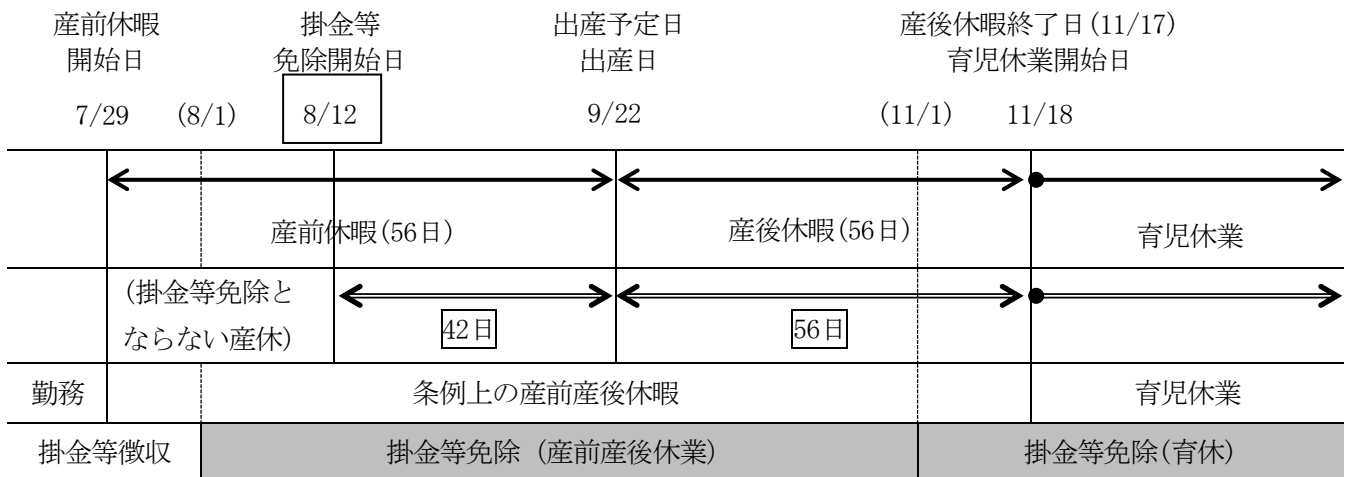 産前休暇 掛金等 出産予定日 産後休暇終了日(11/17)
開始日 免除開始日 出産日 育児休業開始日
7/29 (8/1) 8/12 9/22 (11/1) 11/18
産前休暇(56日) 産後休暇(56日) 育児休業
(掛金等免除と
ならない産休)
42日 56日
勤務 条例上の産前産後休暇 育児休業
掛金等徴収 掛金等免除（産前産後休業） 掛金等免除(育休)